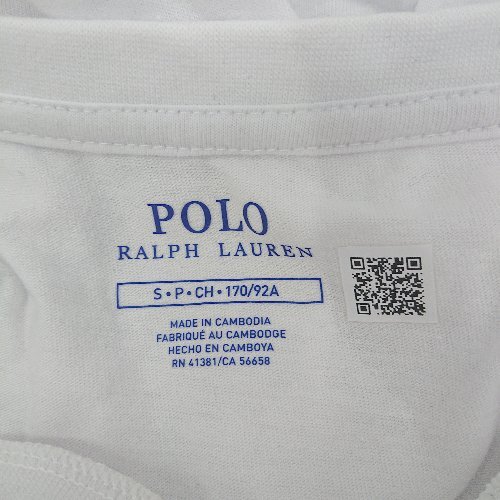 POLO
RALPH LAUREN
S • P • CH • 170/92A
MADE IN CAMBODIA
FABRIQUÉ AU CAMBODGE
HECHO EN CAMBOYA
RN 41381/CA 56658